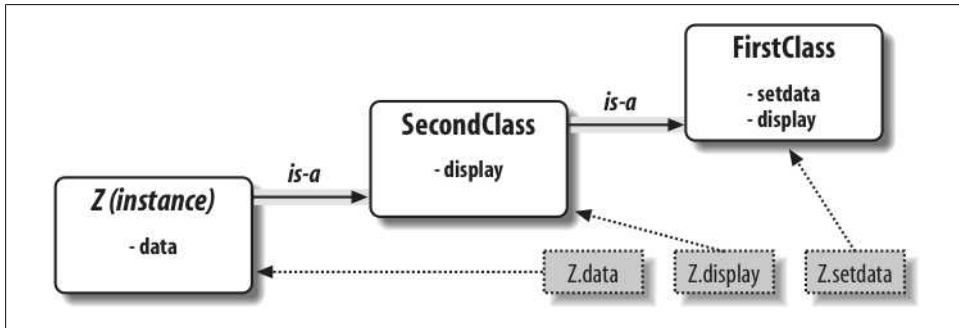 FirstClass
- setdata
- display
is-a
SecondClass
- display
is-a
Z (instance)
- data
Z.data
Z.display
Z.setdata